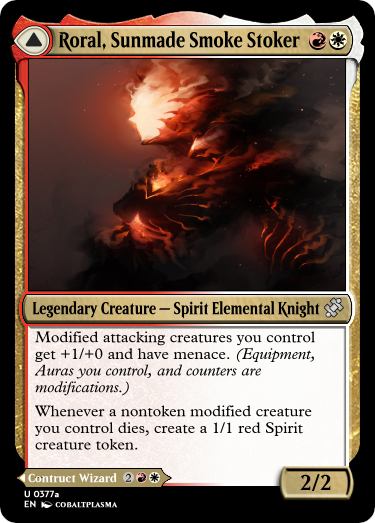 Roral, Sunmade Smoke Stoker
Legendary Creature — Spirit Elemental Knight
Modified attacking creatures you control
get +1/+0 and have menace. (Equipment,
Auras you control, and counters are
modifications.)
Whenever a nontoken modified creature
you control dies, create a 1/1 red Spirit
creature token.
Contruct Wizard 2
2/2
U 0377a
EN COBALTPLASMA